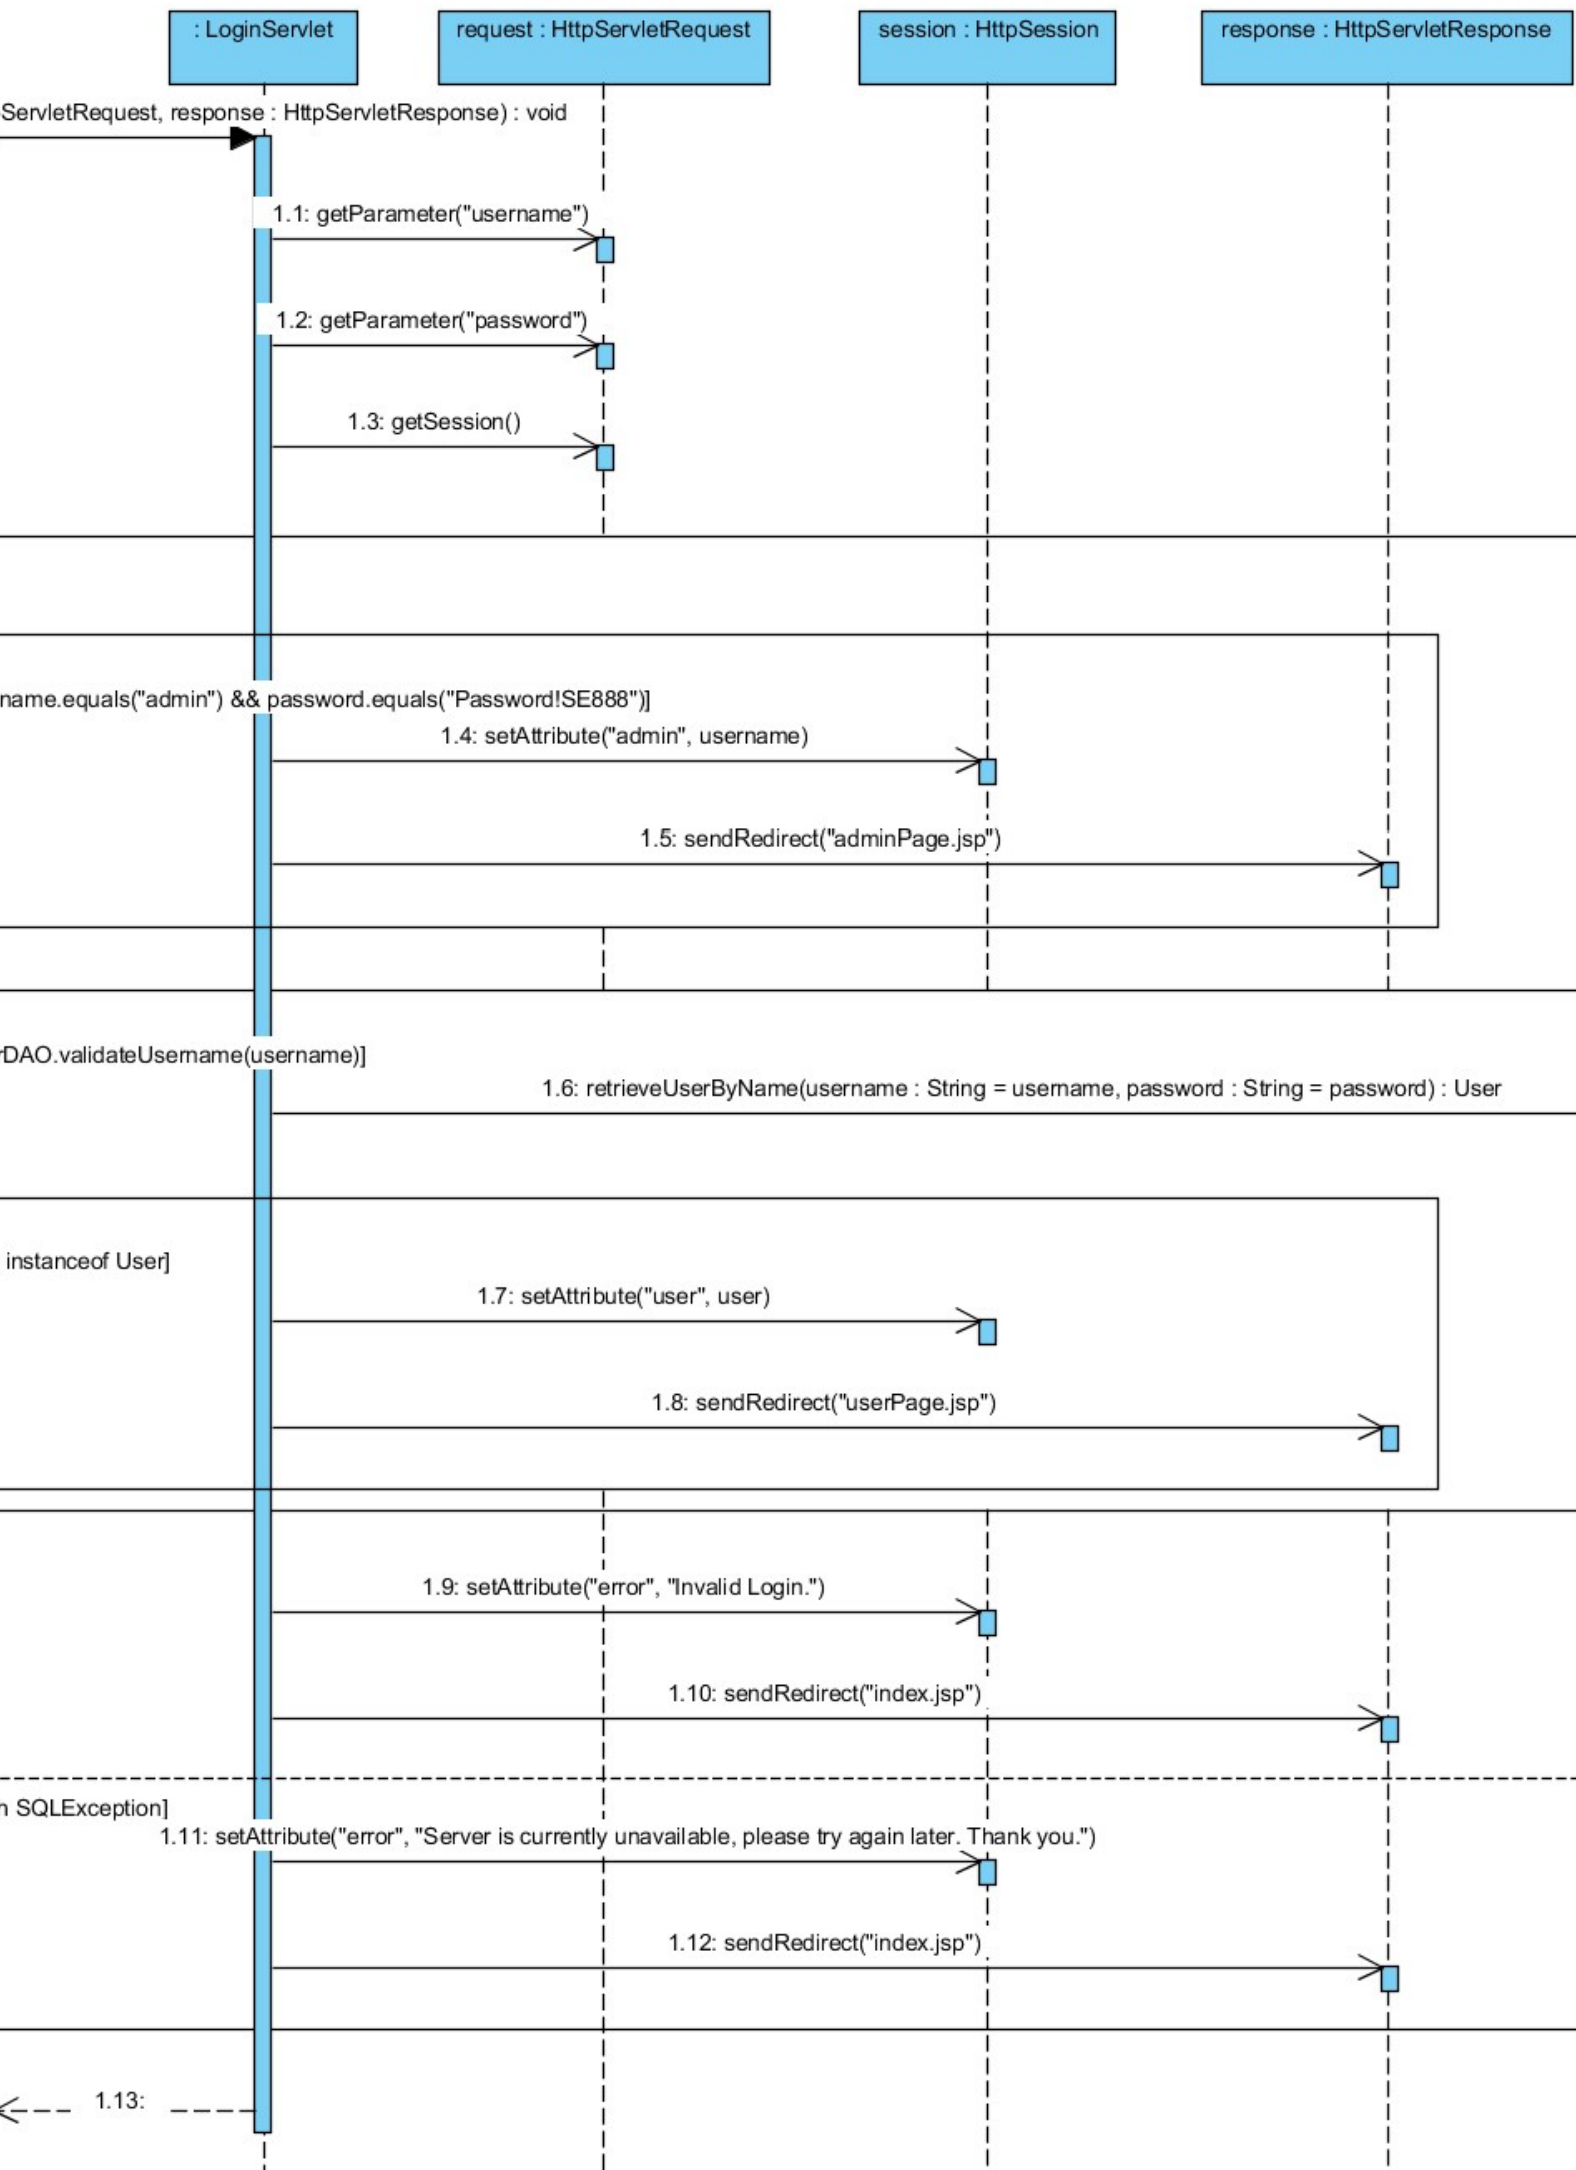 : LoginServlet
request : HttpServletRequest
session : HttpSession
response : HttpServletResponse
ServletRequest, response : HttpServletResponse) : void
1.1: getParameter("username")
1.2: getParameter("password")
1.3: getSession()
name.equals("admin") && password.equals("Password!SE888")]
1.4: setAttribute("admin", username)
1.5: sendRedirect("adminPage.jsp")
rDAO.validateUsername(username)]
1.6: retrieveUserByName(username : String = username, password : String = password) : User
instanceof User]
1.7: setAttribute("user", user)
1.8: sendRedirect("userPage.jsp")
1.9: setAttribute("error", "Invalid Login.")
1.10: sendRedirect("index.jsp")
SQLException]
1.11: setAttribute("error", "Server is currently unavailable, please try again later. Thank you.")
1.12: sendRedirect("index.jsp")
1.13: